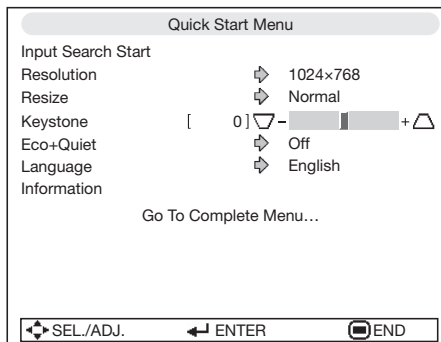 Quick Start Menu
Input Search Start
Resolution 1024×768
Resize Normal
Keystone [ 0] - +
Eco+Quiet Off
Language English
Information
Go To Complete Menu…
SEL./ADJ. ENTER END